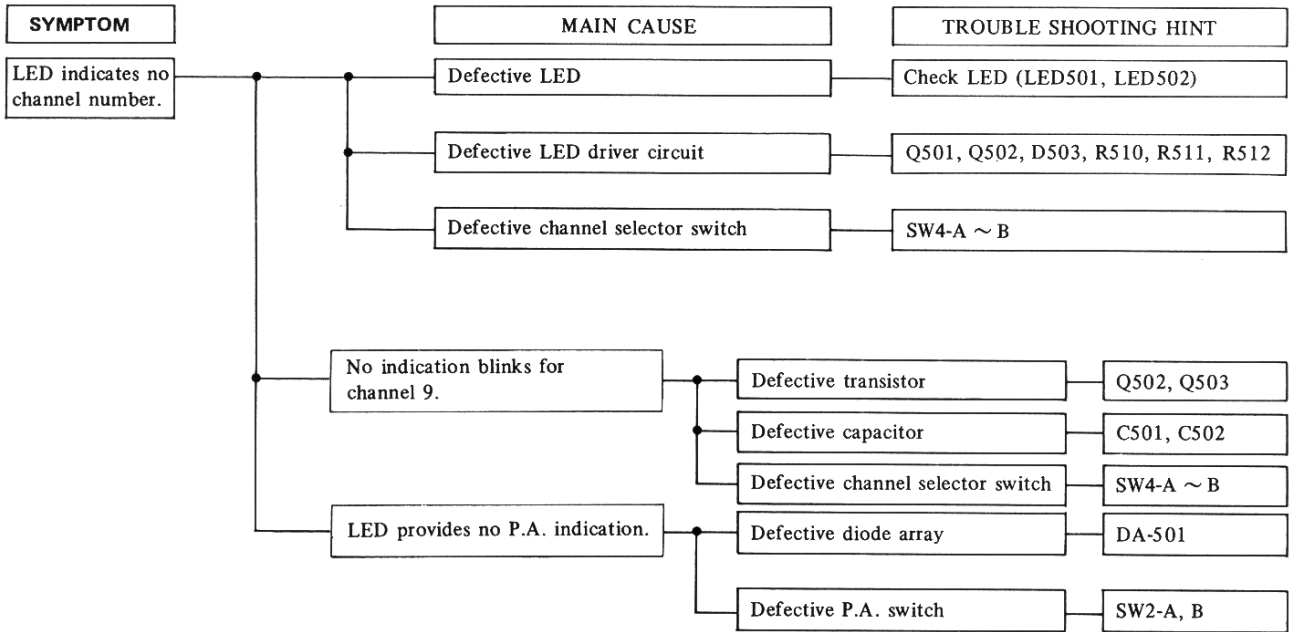 SYMPTOM
MAIN CAUSE
TROUBLE SHOOTING HINT
LED indicates no
channel number.
Defective LED
Check LED (LED501, LED502)
Defective LED driver circuit
Q501, Q502, D503, R510, R511, R512
Defective channel selector switch
SW4-A ~ B
No indication blinks for
channel 9.
Defective transistor
Q502, Q503
Defective capacitor
C501, C502
Defective channel selector switch
SW4-A ~ B
LED provides no P.A. indication.
Defective diode array
DA-501
Defective P.A. switch
SW2-A, B